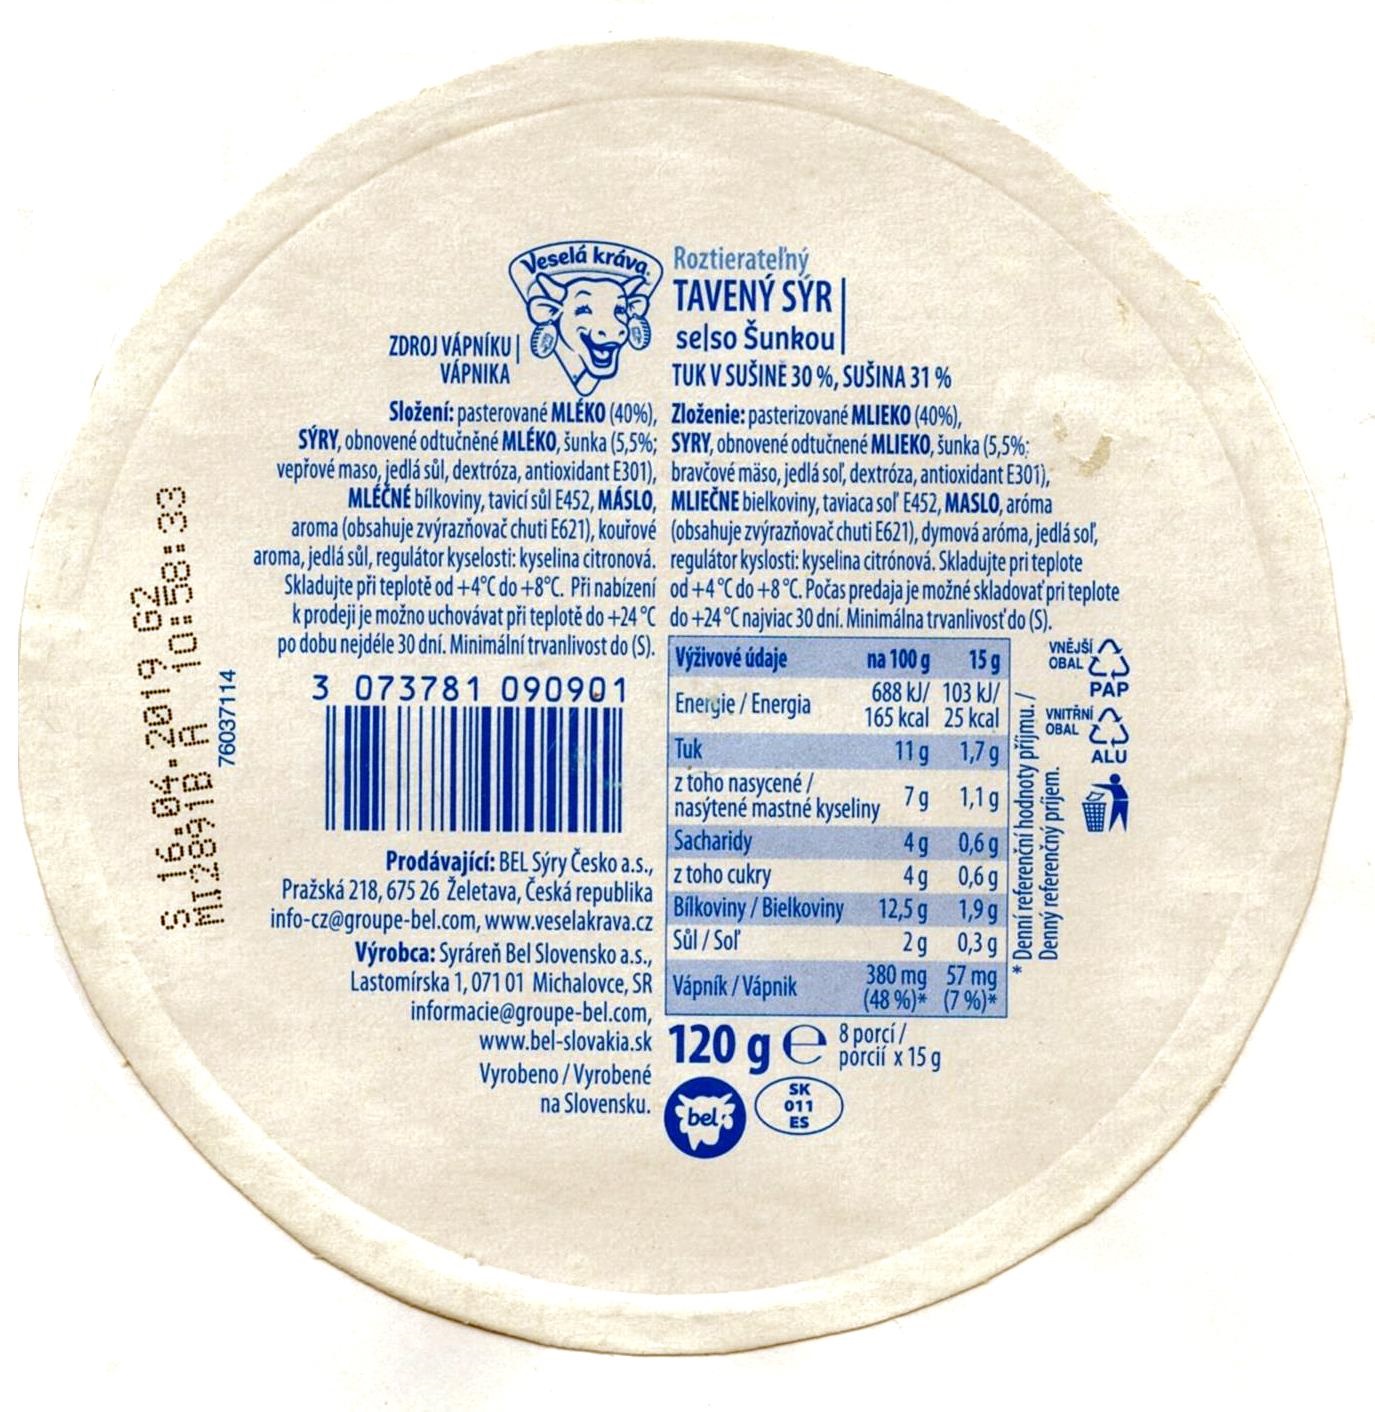 Veselá kráva
Roztierateľný
TAVENÝ SÝR
se|so Šunkou
ZDROJ VÁPNÍKU
VÁPNIKA
TUK V SUŠINĚ 30 %, SUŠINA 31 %
Složení: pasterované MLÉKO (40%),
SÝRY, obnovené odtučněné MLÉKO, šunka (5,5%;
vepřové maso, jedlá sůl, dextróza, antioxidant E301),
MLÉČNÉ bílkoviny, tavicí sůl E452, MÁSLO,
aroma (obsahuje zvýrazňovač chuti E621), kouřové
aroma, jedlá sůl, regulátor kyselosti: kyselina citronová.
Skladujte při teplotě od +4°C do +8°C. Při nabízení
k prodeji je možno uchovávat při teplotě do +24 °C
po dobu nejdéle 30 dní. Minimální trvanlivost do (S).
Zloženie: pasterizované MLIEKO (40%),
SYRY, obnovené odtučnené MLIEKO, šunka (5,5%;
bravčové mäso, jedlá soľ, dextróza, antioxidant E301),
MLIEČNE bielkoviny, taviaca soľ E452, MASLO, aróma
(obsahuje zvýrazňovač chuti E621), dymová aróma, jedlá soľ,
regulátor kyslosti: kyselina citrónová. Skladujte pri teplote
od +4 °C do +8 °C. Počas predaja je možné skladovať pri teplote
do +24 °C najviac 30 dní. Minimálna trvanlivosť do (S).
3 073781 090901
Prodávající: BEL Sýry Česko a.s.,
Pražská 218, 675 26 Želetava, Česká republika
info-cz@groupe-bel.com, www.veselakrava.cz
Výrobca: Syráreň Bel Slovensko a.s.,
Lastomírska 1, 071 01 Michalovce, SR
informacie@groupe-bel.com,
www.bel-slovakia.sk
Vyrobeno / Vyrobené
na Slovensku.
Výživové údaje na 100 g 15 g
Energie / Energia 688 kJ/ 103 kJ/
165 kcal 25 kcal
Tuk 11 g 1,7 g
z toho nasycené /
nasýtené mastné kyseliny 7 g 1,1 g
Sacharidy 4 g 0,6 g
z toho cukry 4 g 0,6 g
Bílkoviny / Bielkoviny 12,5 g 1,9 g
Sůl / Soľ 2 g 0,3 g
Vápník / Vápnik 380 mg 57 mg
(48 %)* (7 %)*
* Denní referenční hodnoty příjmu. /
Denný referenčný príjem.
VNĚJŠÍ
OBAL
PAP
VNITŘNÍ
OBAL
ALU
120 g e 8 porcí /
porcií x 15 g
bel
SK
011
ES
S 16.04.2019 G2
MI2891B A 10:58:33
76037114